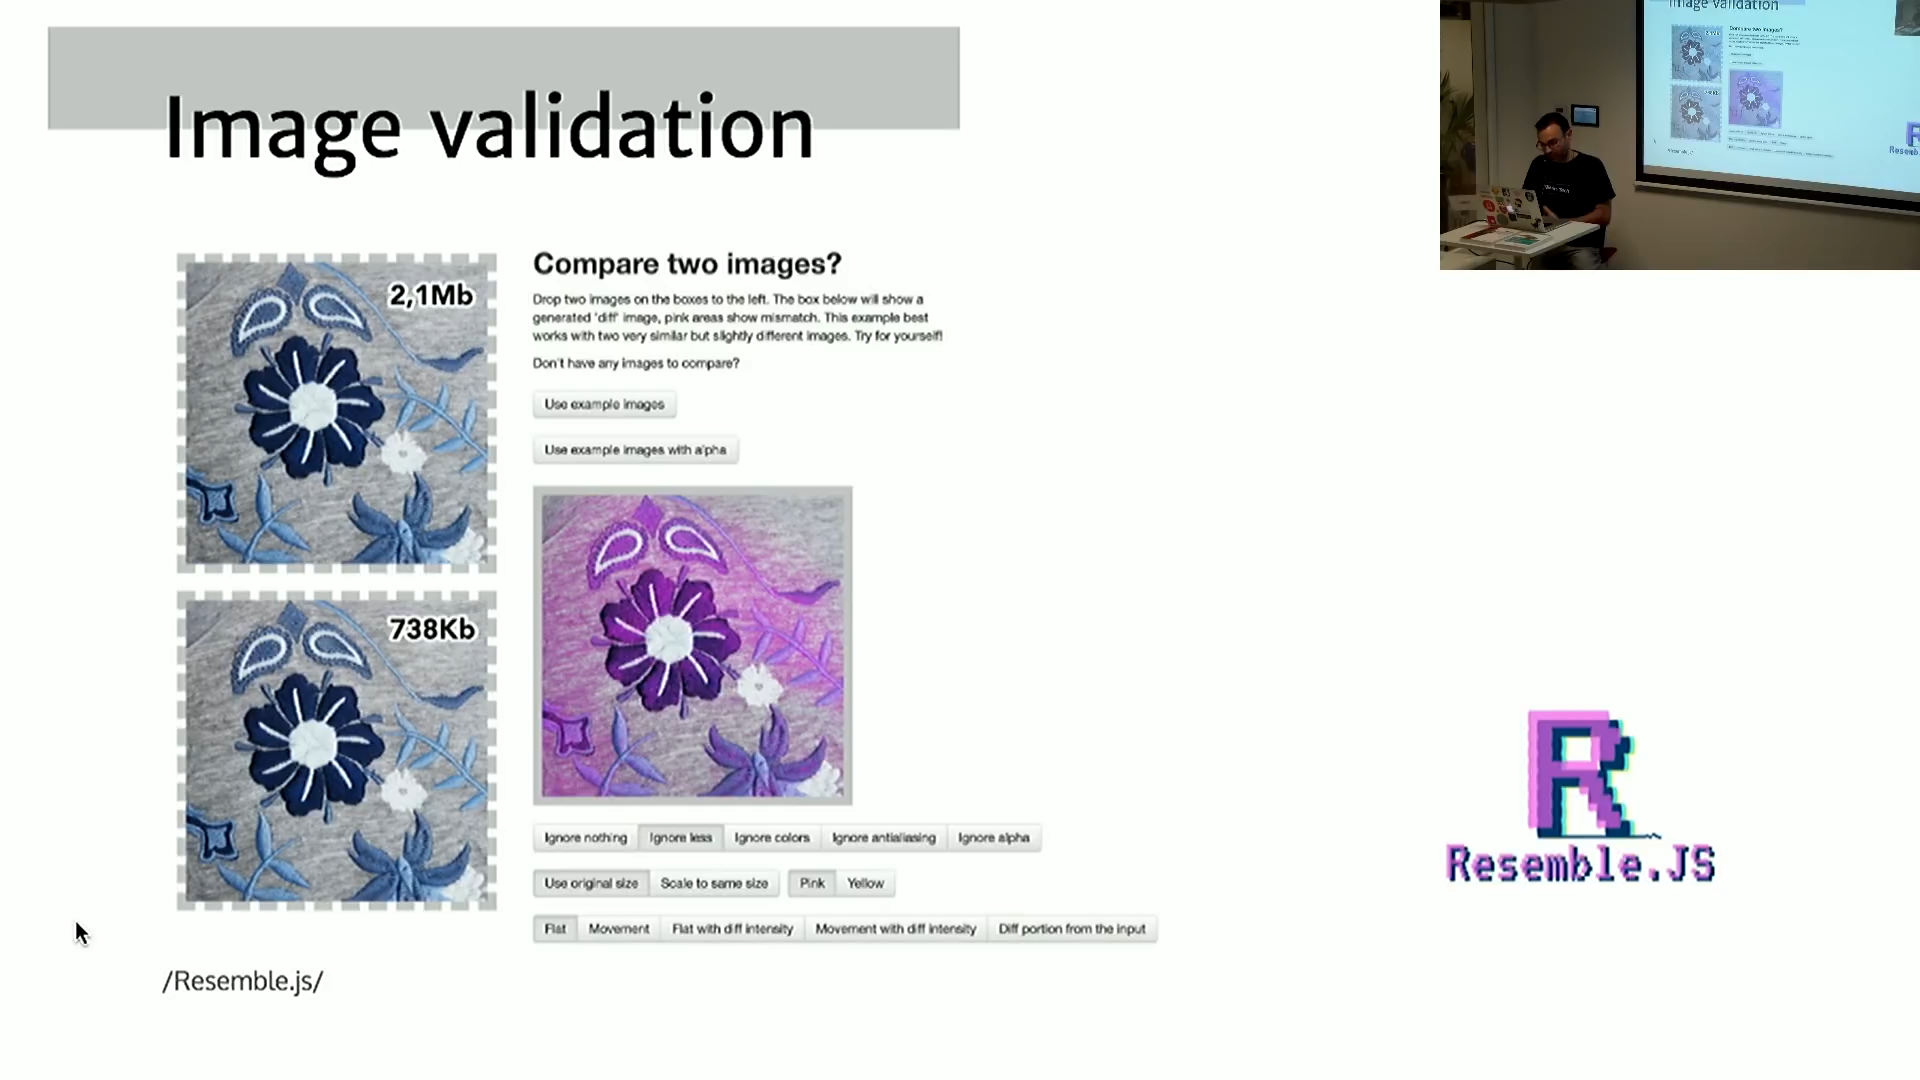 Image validation
2,1Mb
738Kb
Compare two images?
Drop two images on the boxes to the left. The box below will show a
generated 'diff' image, pink areas show mismatch. This example best
works with two very similar but slightly different images. Try for yourself!
Don't have any images to compare?
Use example images
Use example images with alpha
Ignore nothing Ignore less Ignore colors Ignore antialiasing Ignore alpha
Use original size Scale to same size Pink Yellow
Flat Movement Flat with diff intensity Movement with diff intensity Diff portion from the input
/Resemble.js/
R
Resemble.JS
Image validation
Compare two images?